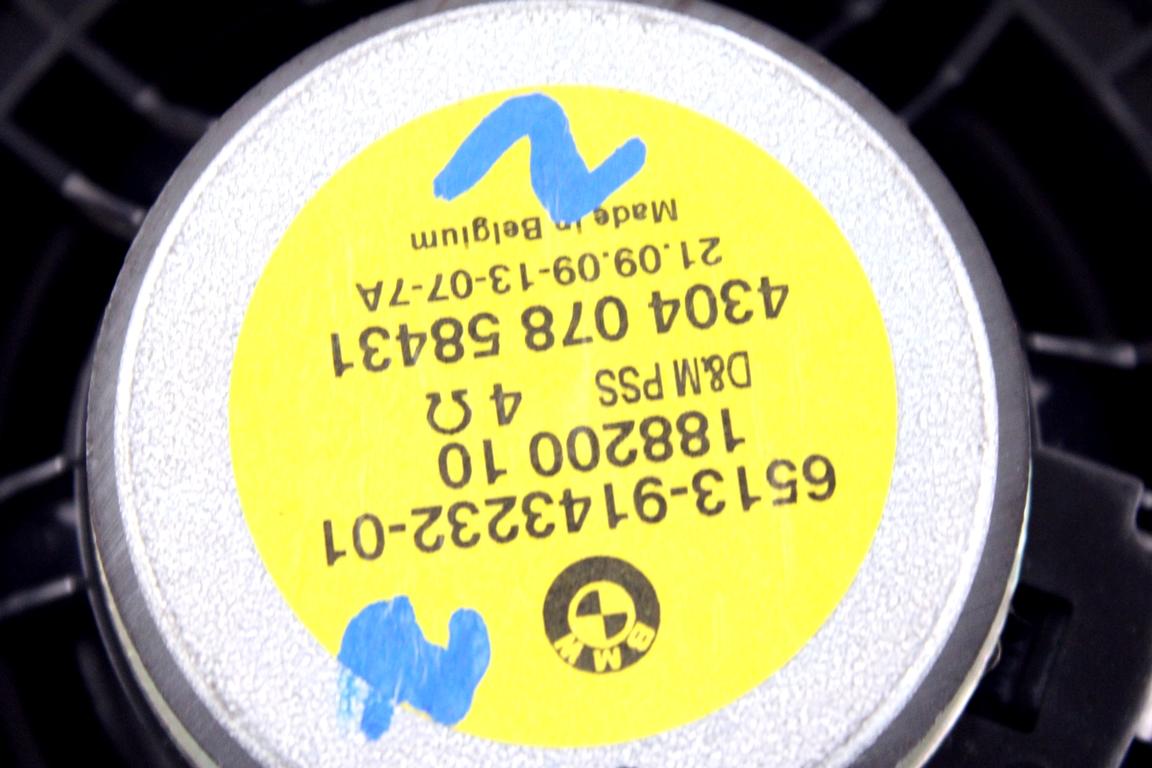 BMW
6513-9143232-01
188200 10
D&M PSS 4 Ω
4304 078 58431
21.09.09-13-07-7A
Made in Belgium